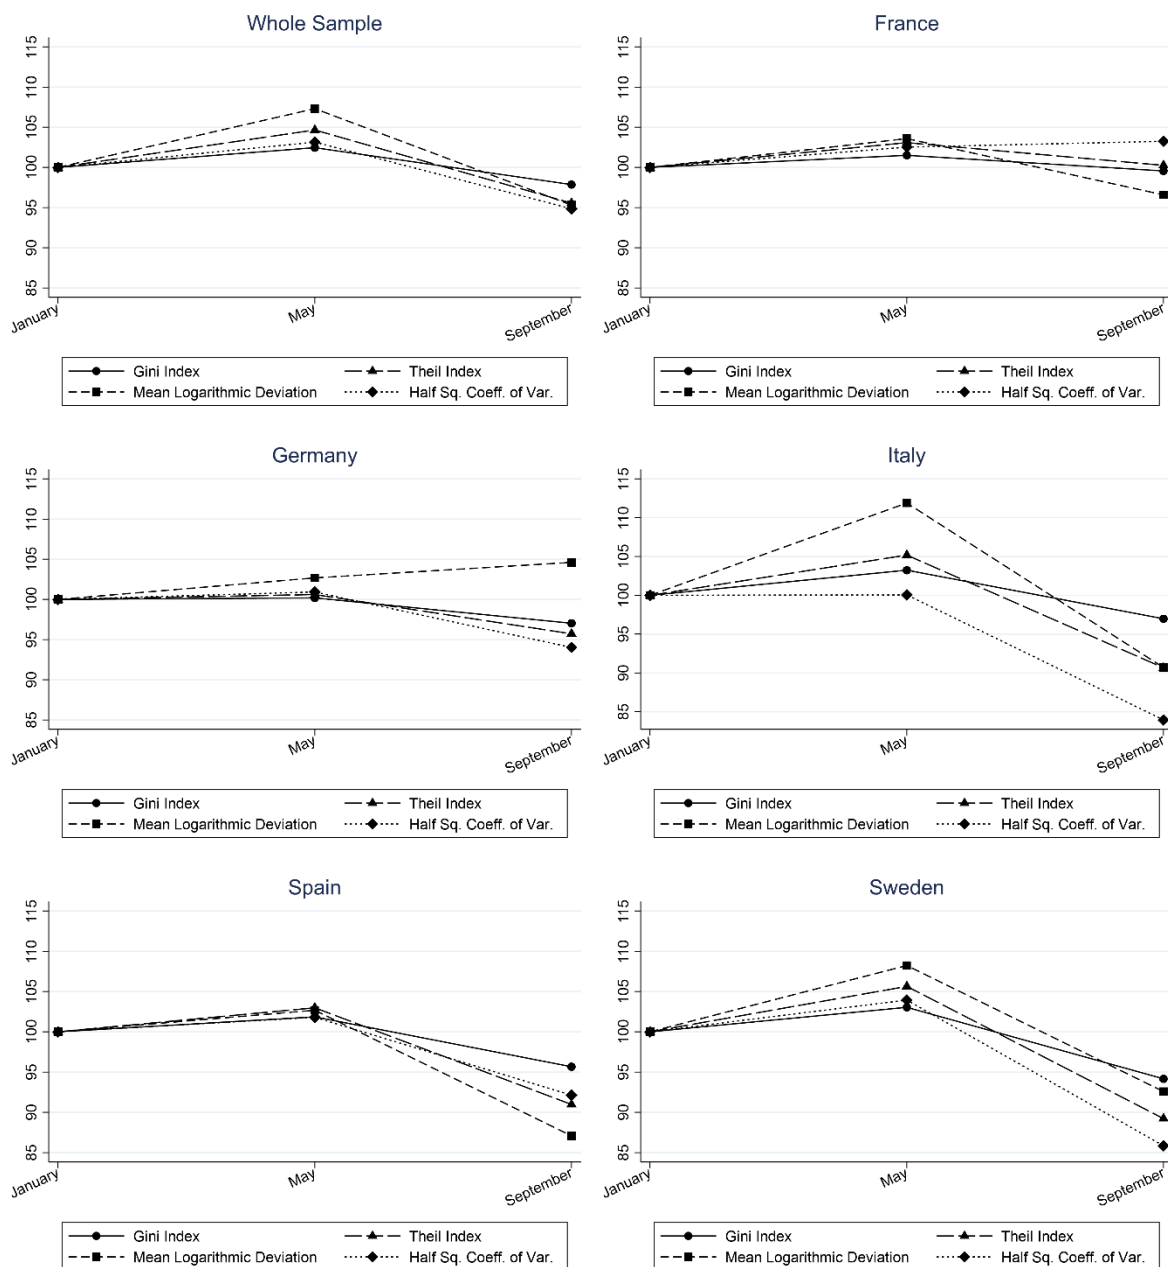 Whole Sample
115
110
105
100
95
90
85
January
May
September
Gini Index
Theil Index
Mean Logarithmic Deviation
Half Sq. Coeff. of Var.
France
115
110
105
100
95
90
85
January
May
September
Gini Index
Theil Index
Mean Logarithmic Deviation
Half Sq. Coeff. of Var.
Germany
115
110
105
100
95
90
85
January
May
September
Gini Index
Theil Index
Mean Logarithmic Deviation
Half Sq. Coeff. of Var.
Italy
115
110
105
100
95
90
85
January
May
September
Gini Index
Theil Index
Mean Logarithmic Deviation
Half Sq. Coeff. of Var.
Spain
115
110
105
100
95
90
85
January
May
September
Gini Index
Theil Index
Mean Logarithmic Deviation
Half Sq. Coeff. of Var.
Sweden
115
110
105
100
95
90
85
January
May
September
Gini Index
Theil Index
Mean Logarithmic Deviation
Half Sq. Coeff. of Var.